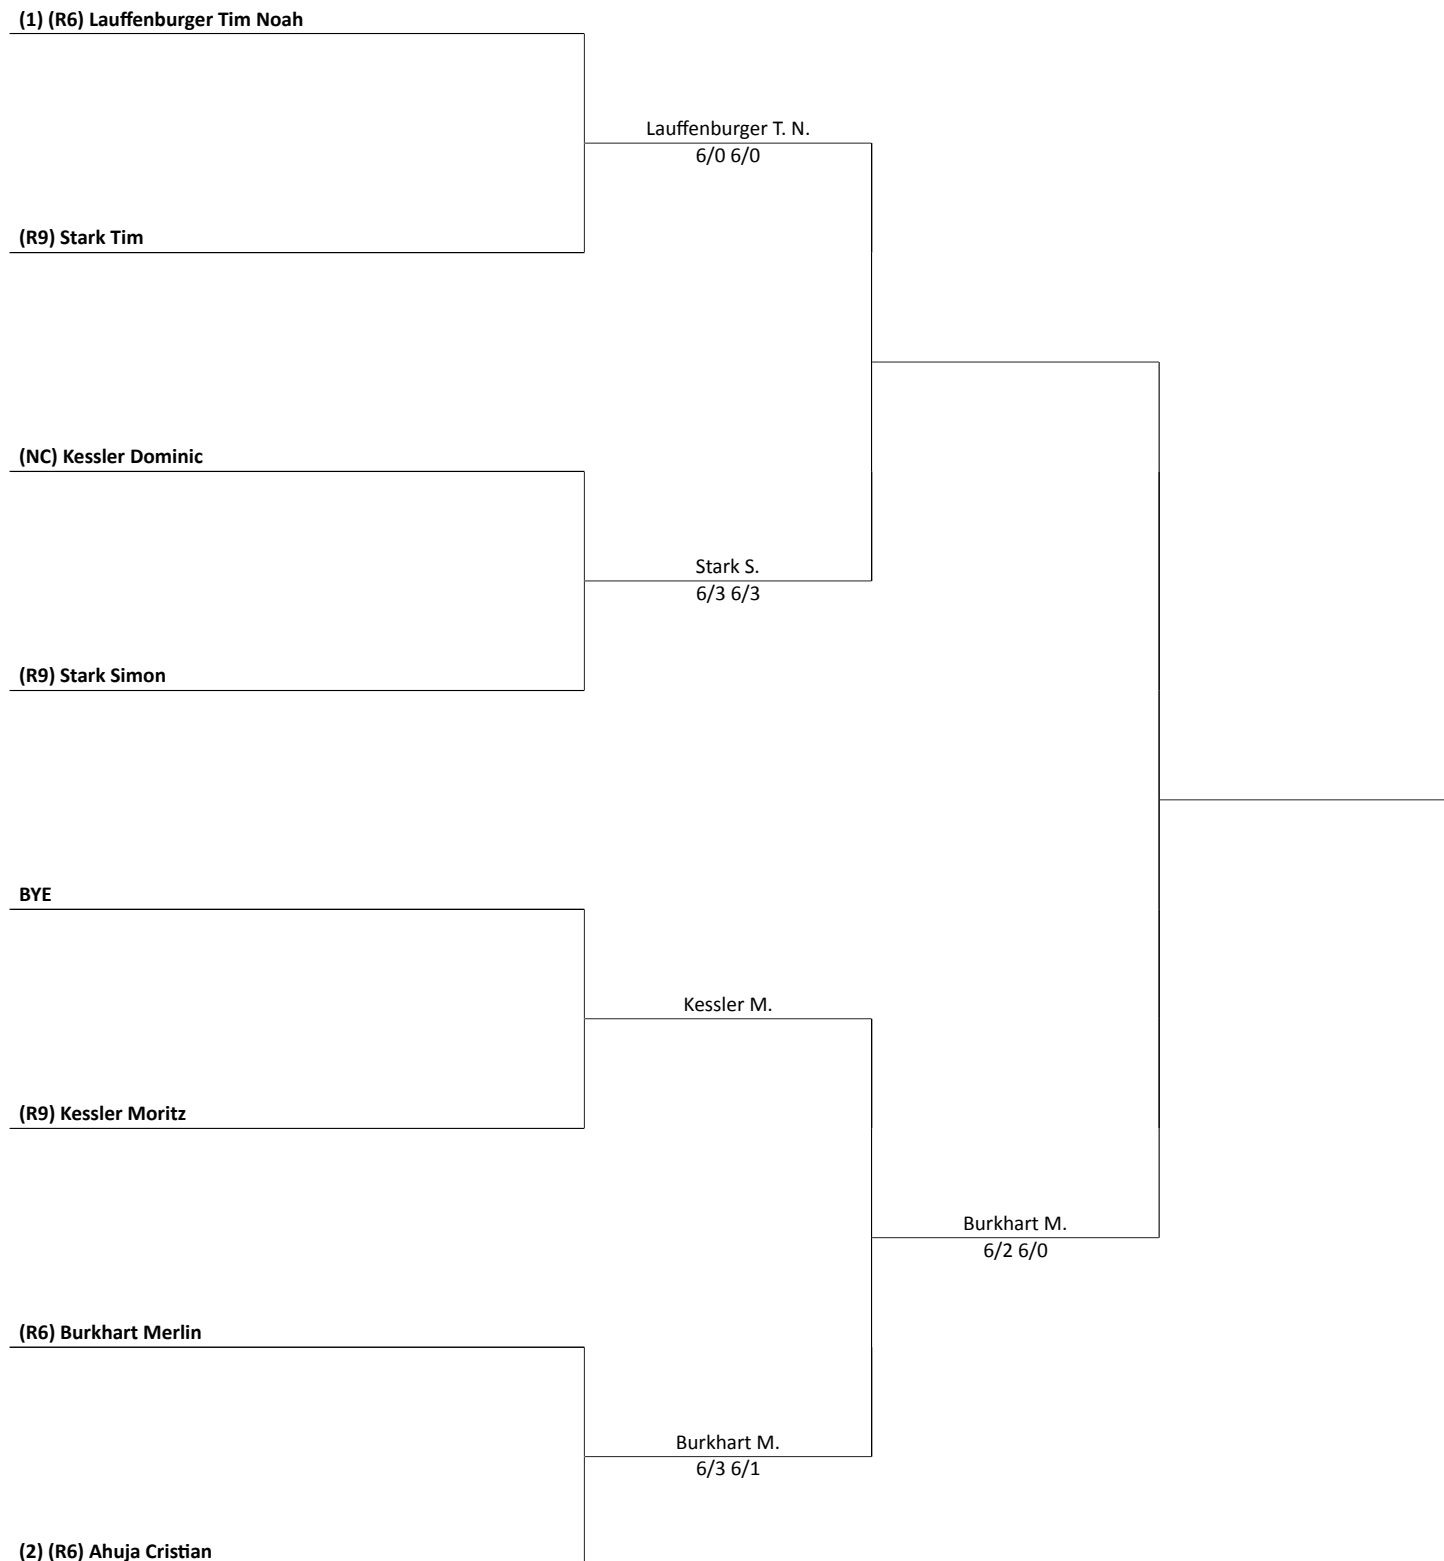 (1) (R6) Lauffenburger Tim Noah
Lauffenburger T. N.
6/0 6/0
(R9) Stark Tim
(NC) Kessler Dominic
Stark S.
6/3 6/3
(R9) Stark Simon
BYE
Kessler M.
(R9) Kessler Moritz
Burkhart M.
6/2 6/0
(R6) Burkhart Merlin
Burkhart M.
6/3 6/1
(2) (R6) Ahuja Cristian